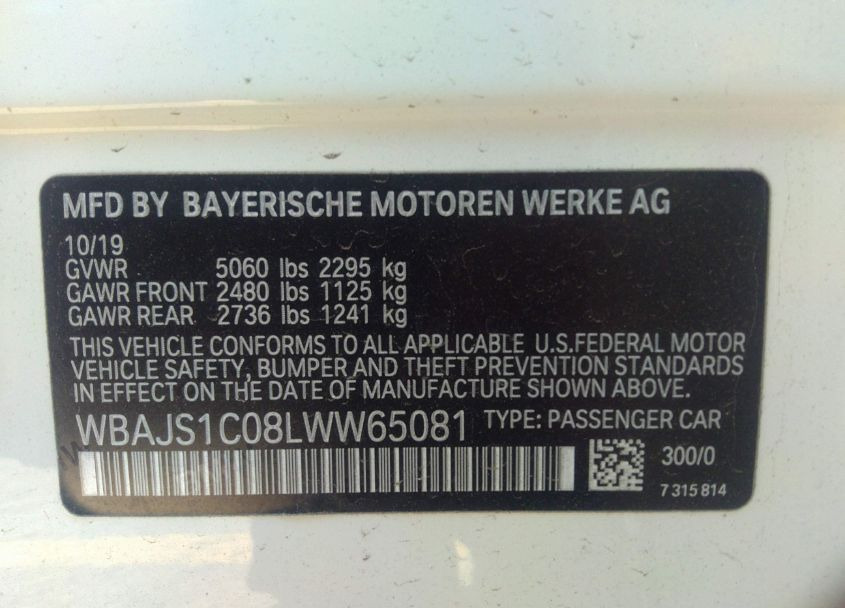 MFD BY BAYERISCHE MOTOREN WERKE AG
10/19
GVWR 5060 lbs 2295 kg
GAWR FRONT 2480 lbs 1125 kg
GAWR REAR 2736 lbs 1241 kg
THIS VEHICLE CONFORMS TO ALL APPLICABLE U.S.FEDERAL MOTOR
VEHICLE SAFETY, BUMPER AND THEFT PREVENTION STANDARDS
IN EFFECT ON THE DATE OF MANUFACTURE SHOWN ABOVE.
WBAJS1C08LWW65081 TYPE: PASSENGER CAR
300/0
7 315 814